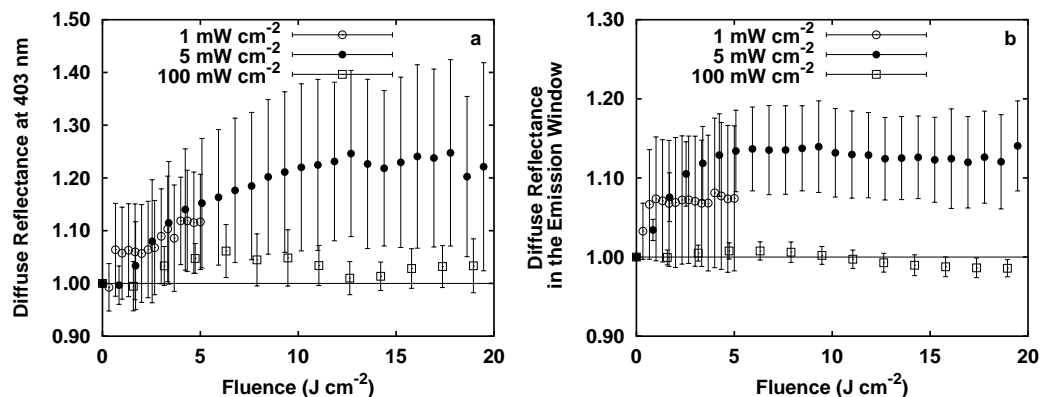 Diffuse Reflectance at 403 nm
1.50
1.40
1.30
1.20
1.10
1.00
0.90
0
5
10
15
20
Fluence (J cm-2)
1 mW cm-2
5 mW cm-2
100 mW cm-2
a
Diffuse Reflectance
in the Emission Window
1.30
1.20
1.10
1.00
0.90
0
5
10
15
20
Fluence (J cm-2)
1 mW cm-2
5 mW cm-2
100 mW cm-2
b